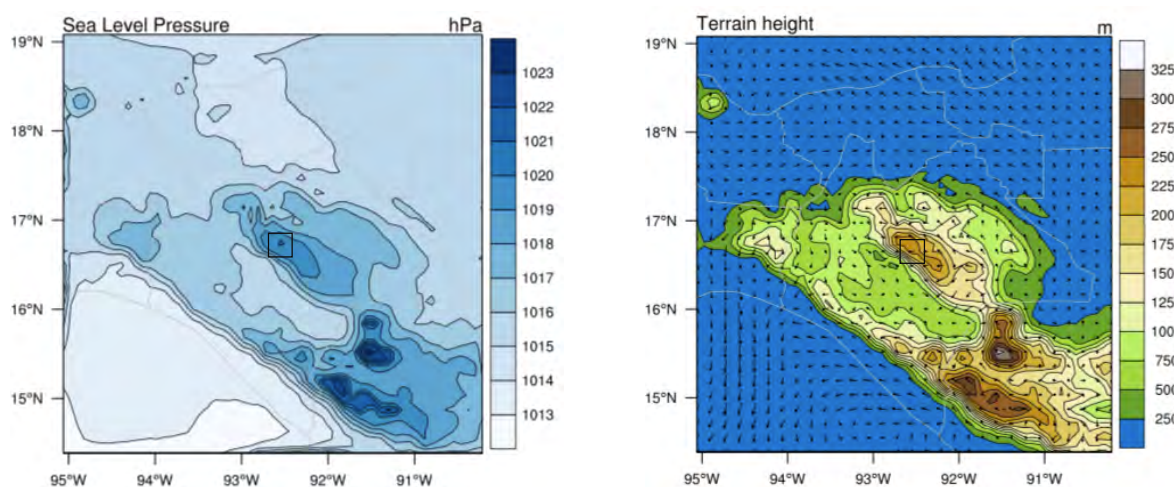 Sea Level Pressure hPa
19°N
18°N
17°N
16°N
15°N
95°W 94°W 93°W 92°W 91°W
1023
1022
1021
1020
1019
1018
1017
1016
1015
1014
1013
Terrain height m
19°N
18°N
17°N
16°N
15°N
95°W 94°W 93°W 92°W 91°W
325
300
275
250
225
200
175
150
125
100
750
500
250